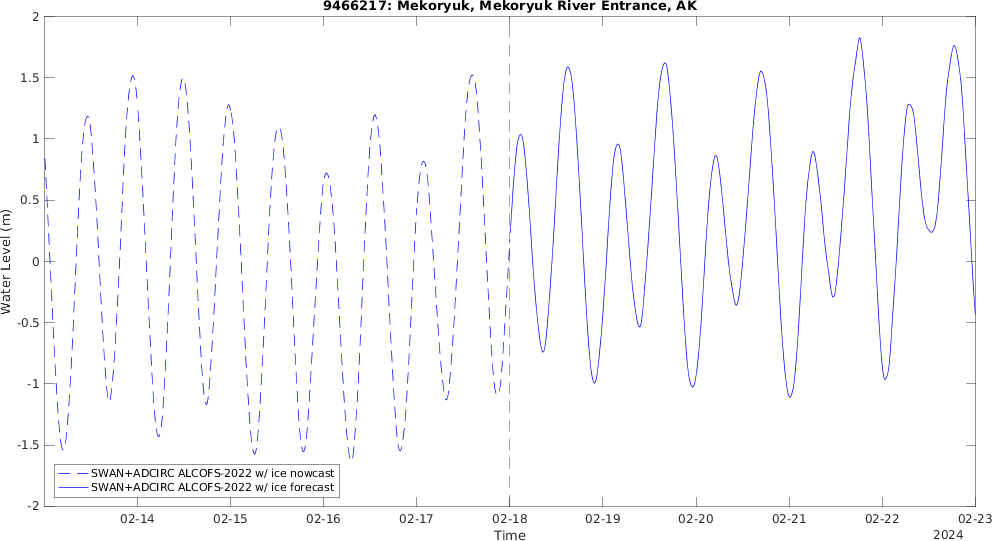 9466217: Mekoryuk, Mekoryuk River Entrance, AK
2
1.5
1
0.5
0
-0.5
-1
-1.5
-2
Water Level (m)
SWAN+ADCIRC ALCOFS-2022 w/ ice nowcast
SWAN+ADCIRC ALCOFS-2022 w/ ice forecast
02-14 02-15 02-16 02-17 02-18 02-19 02-20 02-21 02-22 02-23
Time
2024